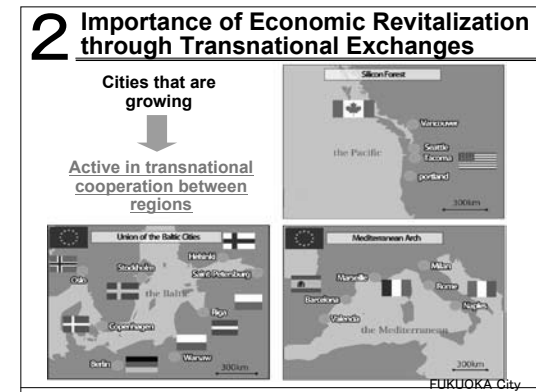 2 Importance of Economic Revitalization
through Transnational Exchanges
Cities that are
growing
Active in transnational
cooperation between
regions
Silicon Forest
Vancouver
the Pacific
Seattle
Tacoma
portland
300km
Union of the Baltic Cities
Helsinki
Stockholm
Saint Petersburg
Oslo
the Baltic
Riga
Copenhagen
Berlin
Warsaw
300km
Mediterranean Arch
Milan
Marseille
Rome
Barcelona
Naples
Valencia
the Mediterranean
200km
FUKUOKA City